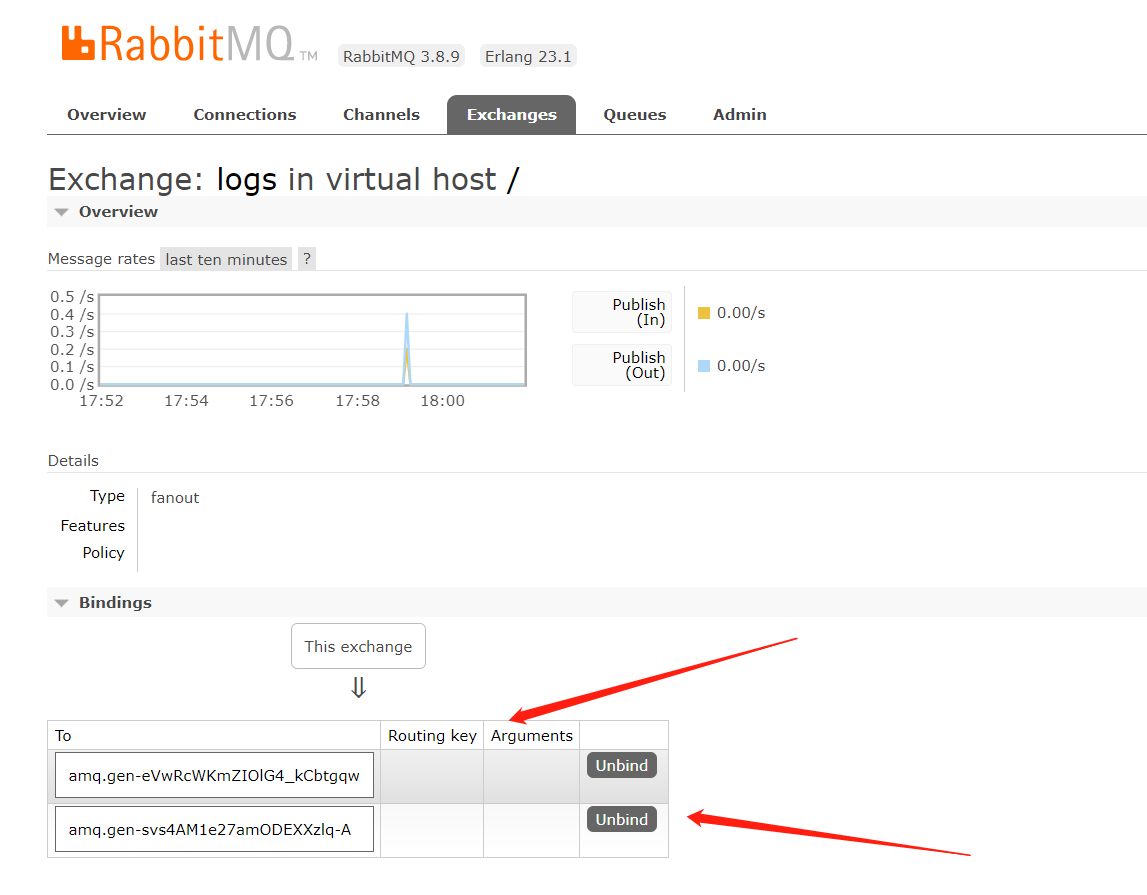 RabbitMQ TM RabbitMQ 3.8.9 Erlang 23.1
Overview Connections Channels Exchanges Queues Admin
Exchange: logs in virtual host /
Overview
Message rates last ten minutes ?
0.5 /s
0.4 /s
0.3 /s
0.2 /s
0.1 /s
0.0 /s
17:52 17:54 17:56 17:58 18:00
Publish
(In)
0.00/s
Publish
(Out)
0.00/s
Details
Type fanout
Features
Policy
Bindings
This exchange
⇓
To Routing key Arguments
amq.gen-eVwRcWKmZIOlG4_kCbtgqw Unbind
amq.gen-svs4AM1e27amODEXXzlq-A Unbind